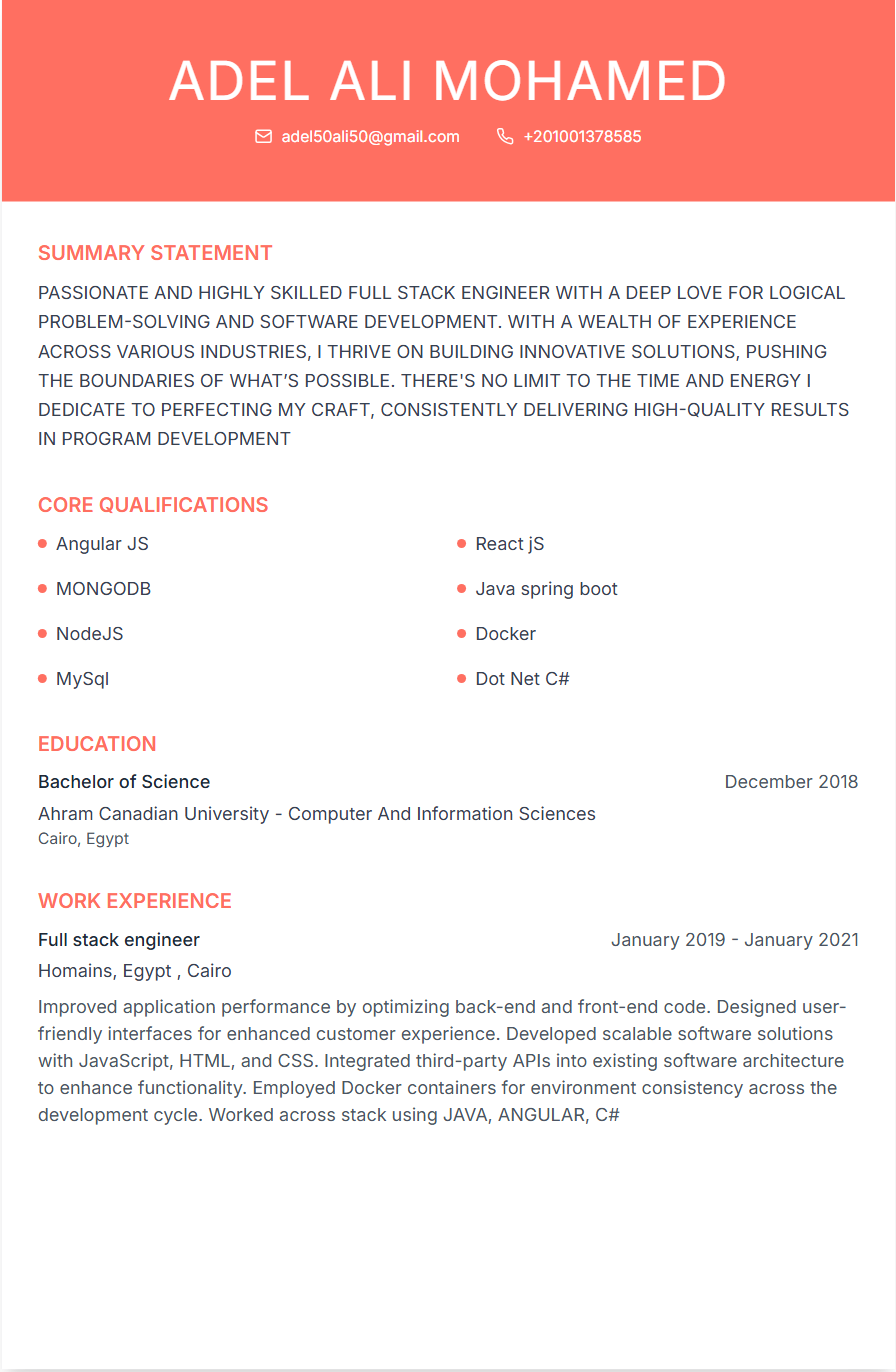 ADEL ALI MOHAMED
adel50ali50@gmail.com +201001378585
SUMMARY STATEMENT
PASSIONATE AND HIGHLY SKILLED FULL STACK ENGINEER WITH A DEEP LOVE FOR LOGICAL
PROBLEM-SOLVING AND SOFTWARE DEVELOPMENT. WITH A WEALTH OF EXPERIENCE
ACROSS VARIOUS INDUSTRIES, I THRIVE ON BUILDING INNOVATIVE SOLUTIONS, PUSHING
THE BOUNDARIES OF WHAT’S POSSIBLE. THERE'S NO LIMIT TO THE TIME AND ENERGY I
DEDICATE TO PERFECTING MY CRAFT, CONSISTENTLY DELIVERING HIGH-QUALITY RESULTS
IN PROGRAM DEVELOPMENT
CORE QUALIFICATIONS
Angular JS
React jS
MONGODB
Java spring boot
NodeJS
Docker
MySql
Dot Net C#
EDUCATION
Bachelor of Science December 2018
Ahram Canadian University - Computer And Information Sciences
Cairo, Egypt
WORK EXPERIENCE
Full stack engineer January 2019 - January 2021
Homains, Egypt , Cairo
Improved application performance by optimizing back-end and front-end code. Designed user-
friendly interfaces for enhanced customer experience. Developed scalable software solutions
with JavaScript, HTML, and CSS. Integrated third-party APIs into existing software architecture
to enhance functionality. Employed Docker containers for environment consistency across the
development cycle. Worked across stack using JAVA, ANGULAR, C#